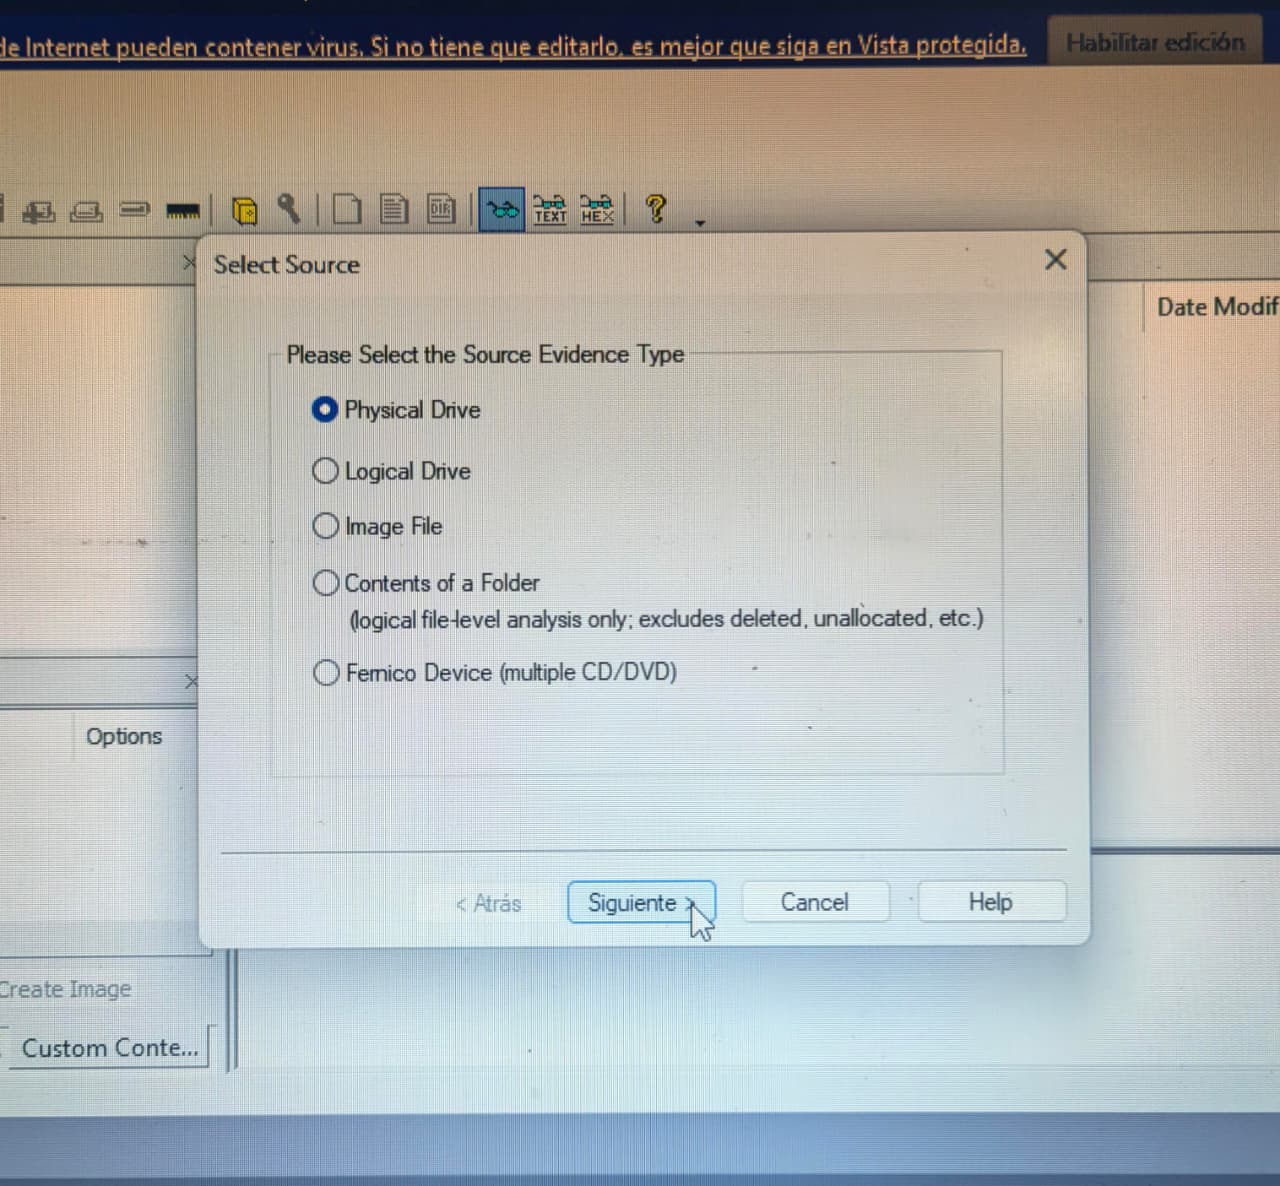 de Internet pueden contener virus. Si no tiene que editarlo, es mejor que siga en Vista protegida.
Habilitar edición
DIR
TEXT
HEX
?
Select Source
Date Modif
Please Select the Source Evidence Type
Physical Drive
Logical Drive
Image File
Contents of a Folder
(logical file-level analysis only; excludes deleted, unallocated, etc.)
Fernico Device (multiple CD/DVD)
Options
< Atrás
Siguiente >
Cancel
Help
Create Image
Custom Conte...